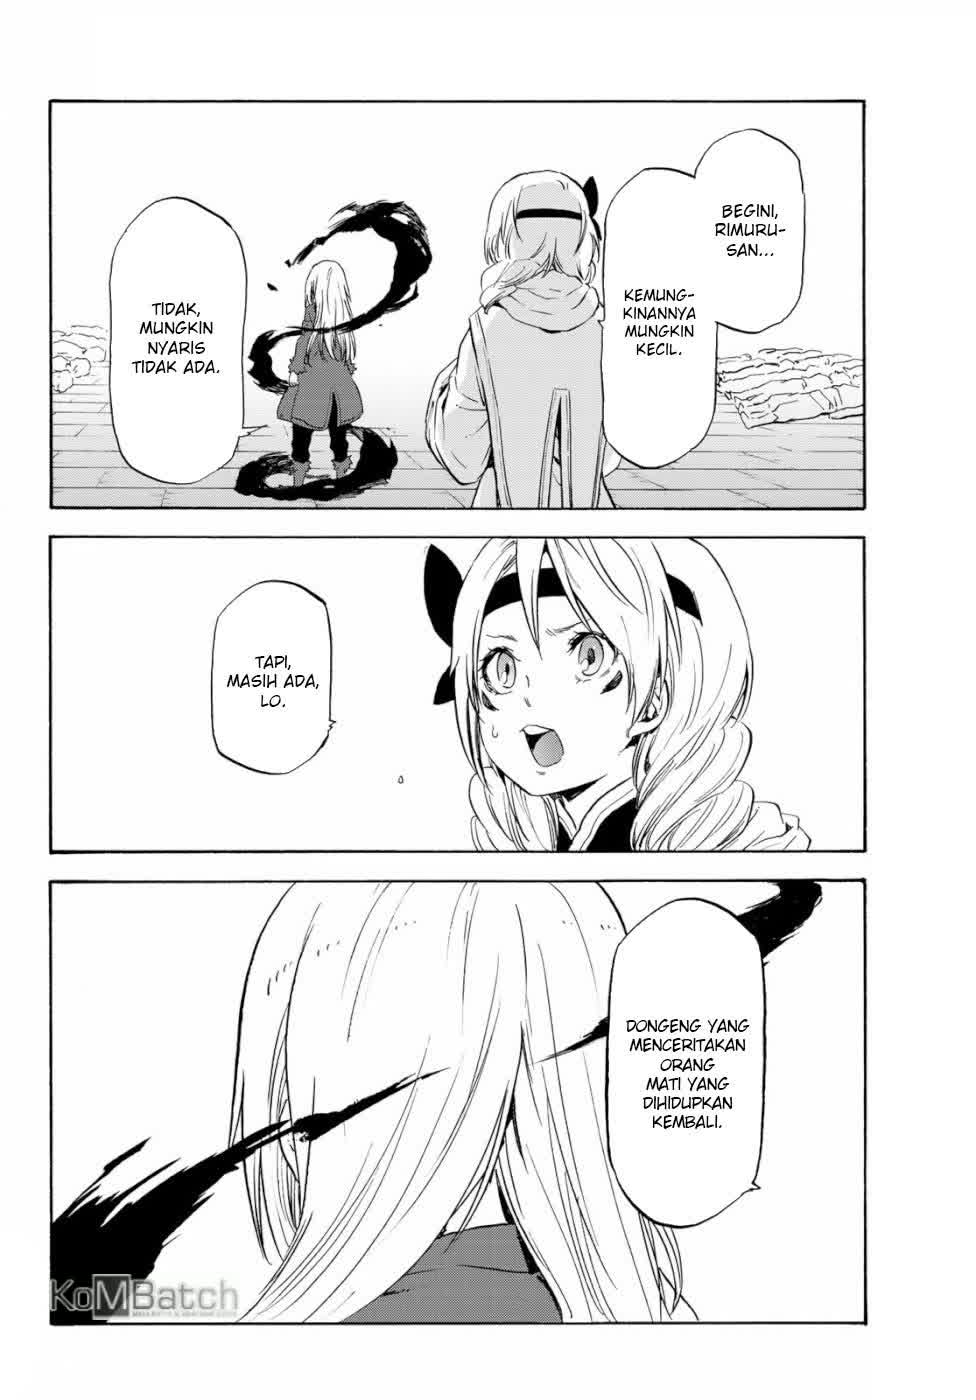 BEGINI,
RIMURU-
SAN...
KEMUNG-
KINANNYA
MUNGKIN
KECIL.
TIDAK,
MUNGKIN
NYARIS
TIDAK ADA.
TAPI,
MASIH ADA,
LO.
DONGENG YANG
MENCERITAKAN
ORANG
MATI YANG
DIHIDUPKAN
KEMBALI.
KoMBatch